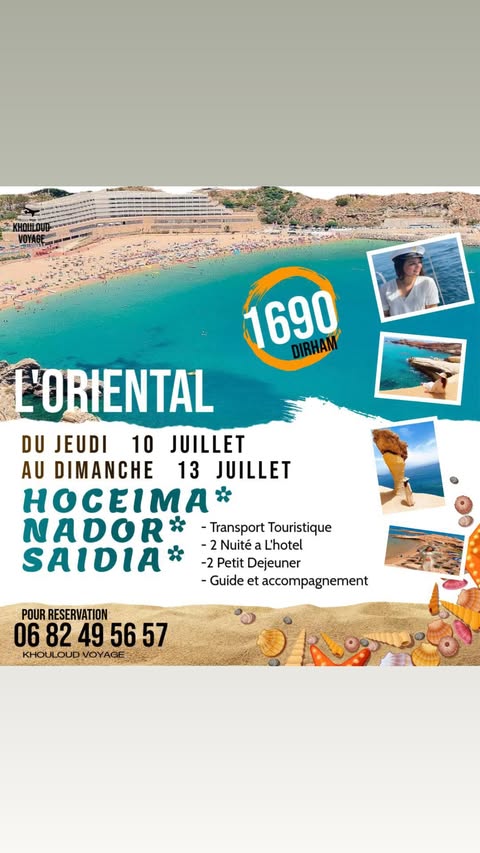 KHOULOUD
VOYAGE
1690
DIRHAM
L'ORIENTAL
DU JEUDI 10 JUILLET
AU DIMANCHE 13 JUILLET
HOCEIMA*
NADOR*
SAIDIA*
- Transport Touristique
- 2 Nuité a L'hotel
-2 Petit Dejeuner
- Guide et accompagnement
POUR RESERVATION
06 82 49 56 57
KHOULOUD VOYAGE